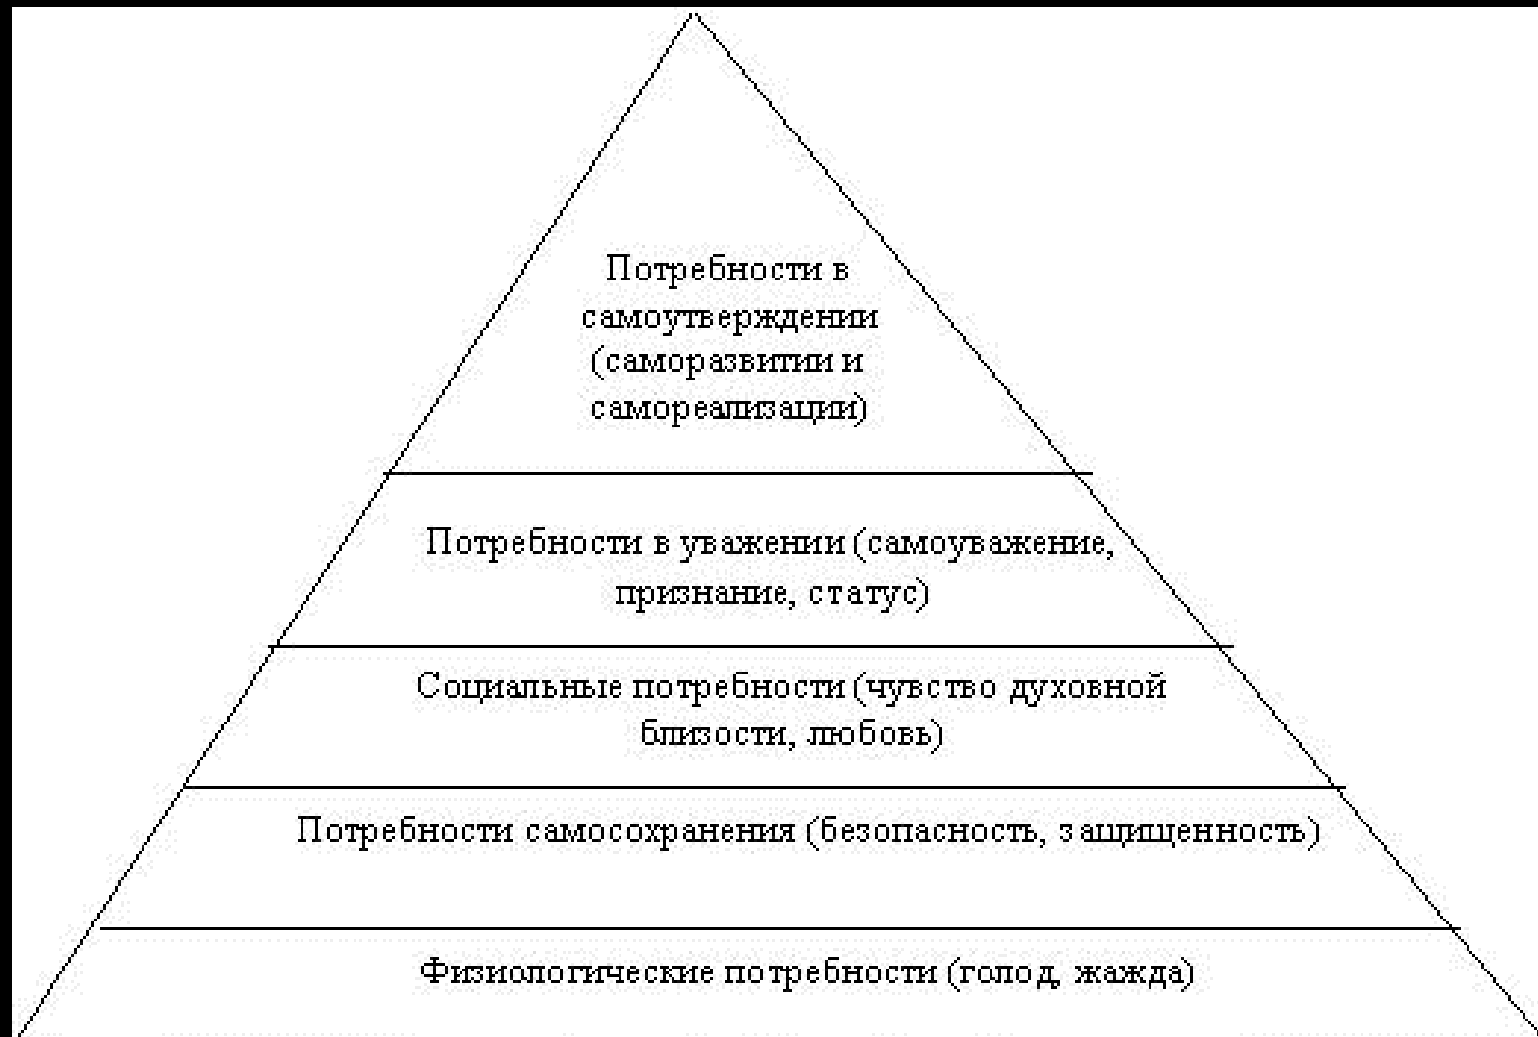 Потребности в
самоутверждении
(саморазвитии и
самореализации)
Потребности в уважении (самоуважение,
признание, статус)
Социальные потребности (чувство духовной
близости, любовь)
Потребности самосохранения (безопасность, защищенность)
Физиологические потребности (голод, жажда)